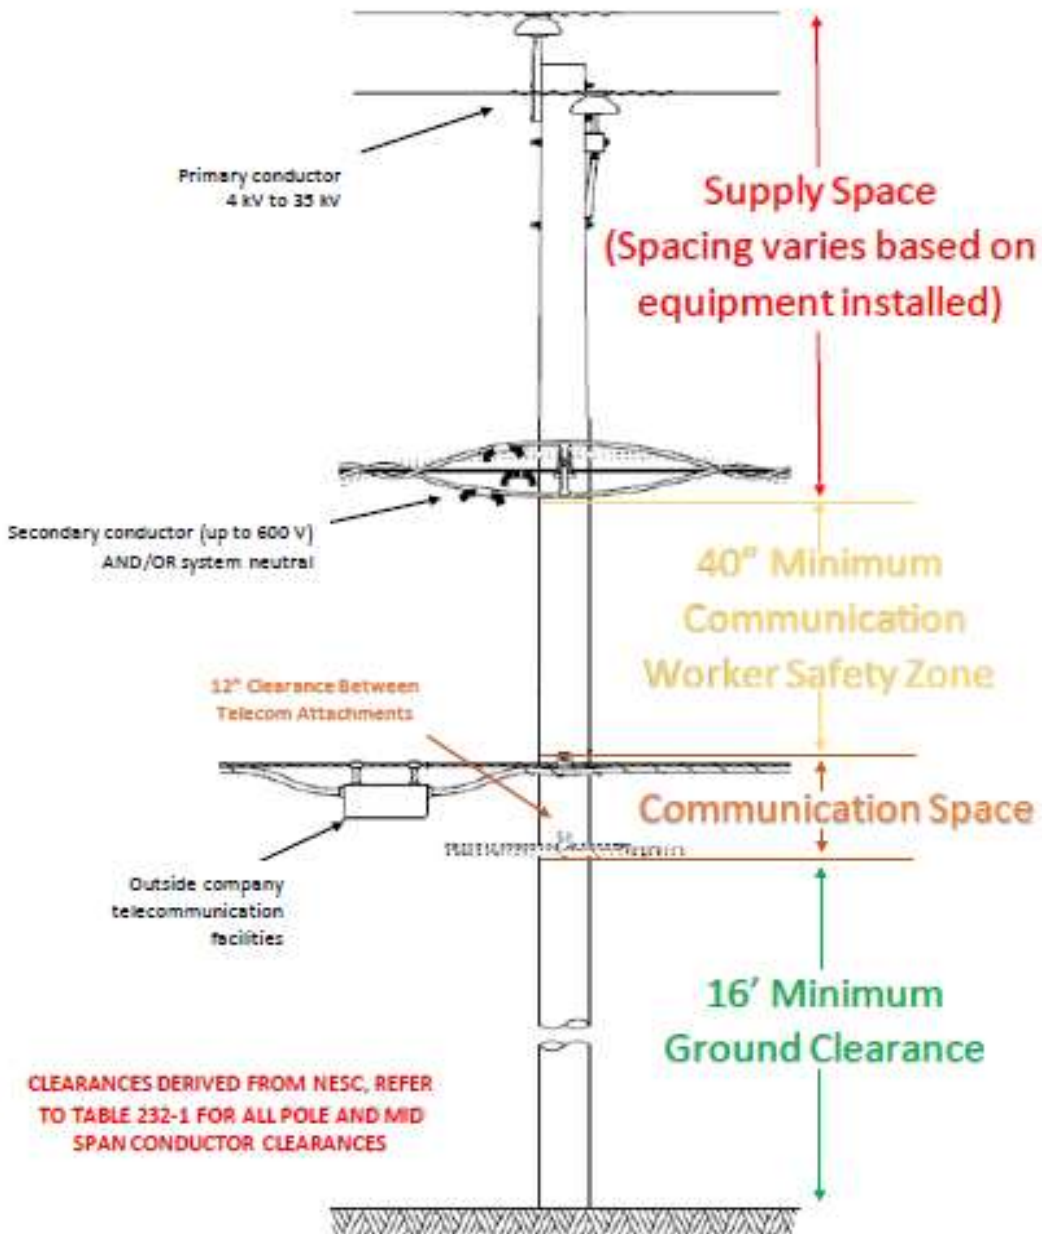 Primary conductor
4 kV to 35 kV
Supply Space
(Spacing varies based on
equipment installed)
Secondary conductor (up to 600 V)
AND/OR system neutral
40” Minimum
Communication
Worker Safety Zone
12" Clearance Between
Telecom Attachments
Communication Space
Outside company
telecommunication
facilities
16’ Minimum
Ground Clearance
CLEARANCES DERIVED FROM NESC, REFER
TO TABLE 232-1 FOR ALL POLE AND MID
SPAN CONDUCTOR CLEARANCES